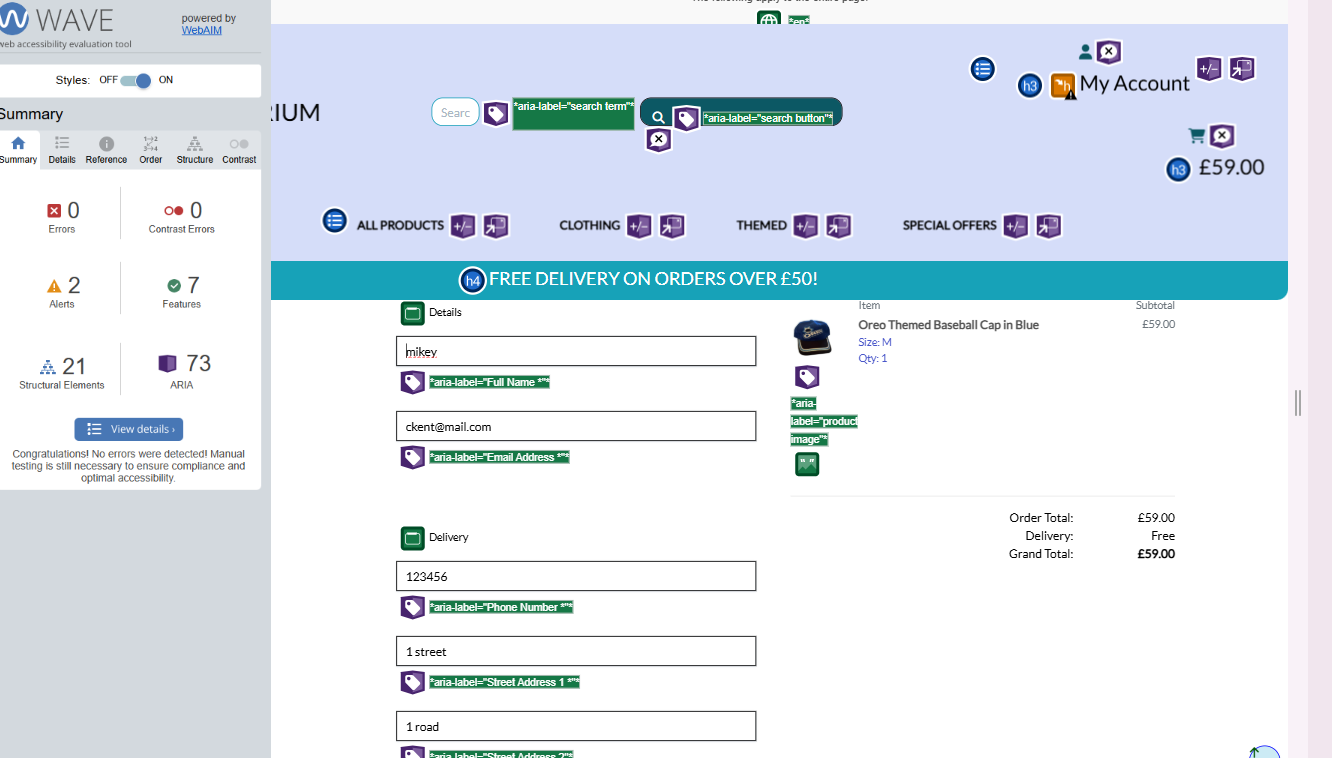 WAVE
powered by
WebAIM
web accessibility evaluation tool
Styles: OFF ON
Summary
Summary Details Reference Order Structure Contrast
0
Errors
0
Contrast Errors
2
Alerts
7
Features
21
Structural Elements
73
ARIA
View details ›
Congratulations! No errors were detected! Manual
testing is still necessary to ensure compliance and
optimal accessibility.
The following apply to the entire page:
*en*
RIUM
Searc
*aria-label="search term"*
*aria-label="search button"*
h3
My Account
h3 £59.00
ALL PRODUCTS
CLOTHING
THEMED
SPECIAL OFFERS
h4 FREE DELIVERY ON ORDERS OVER £50!
Details
mikey
*aria-label="Full Name *"*
ckent@mail.com
*aria-label="Email Address *"*
Delivery
123456
*aria-label="Phone Number *"*
1 street
*aria-label="Street Address 1 *"*
1 road
*aria-label="Street Address 2"*
Item Subtotal
Oreo Themed Baseball Cap in Blue £59.00
Size: M
Qty: 1
*aria-
label="product
image"*
Order Total: £59.00
Delivery: Free
Grand Total: £59.00